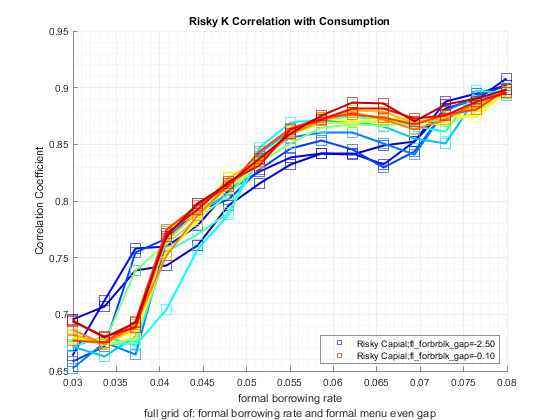 Risky K Correlation with Consumption
0.95
0.9
0.85
0.8
0.75
0.7
0.65
Correlation Coefficient
Risky Capial;fl_forbrblk_gap=-2.50
Risky Capial;fl_forbrblk_gap=-0.10
0.03 0.035 0.04 0.045 0.05 0.055 0.06 0.065 0.07 0.075 0.08
formal borrowing rate
full grid of: formal borrowing rate and formal menu even gap